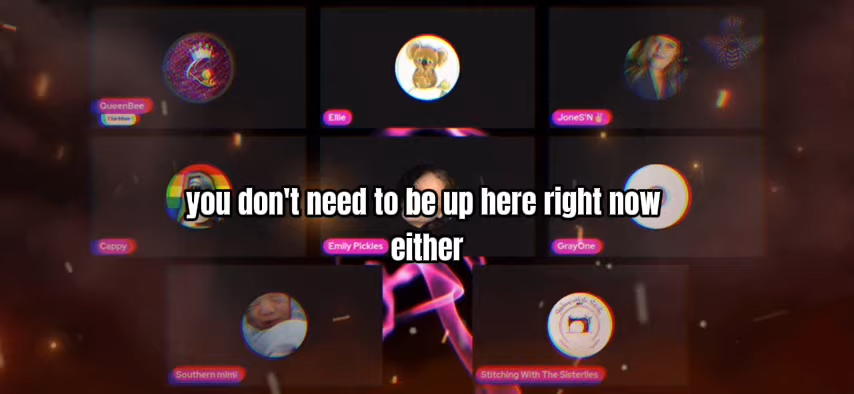 QueenBee
Ellie
JoneS'N
Cappy
Emily Pickles
GrayOne
you don't need to be up here right now
either
Southern mimi
Stitching With The Sisterlies